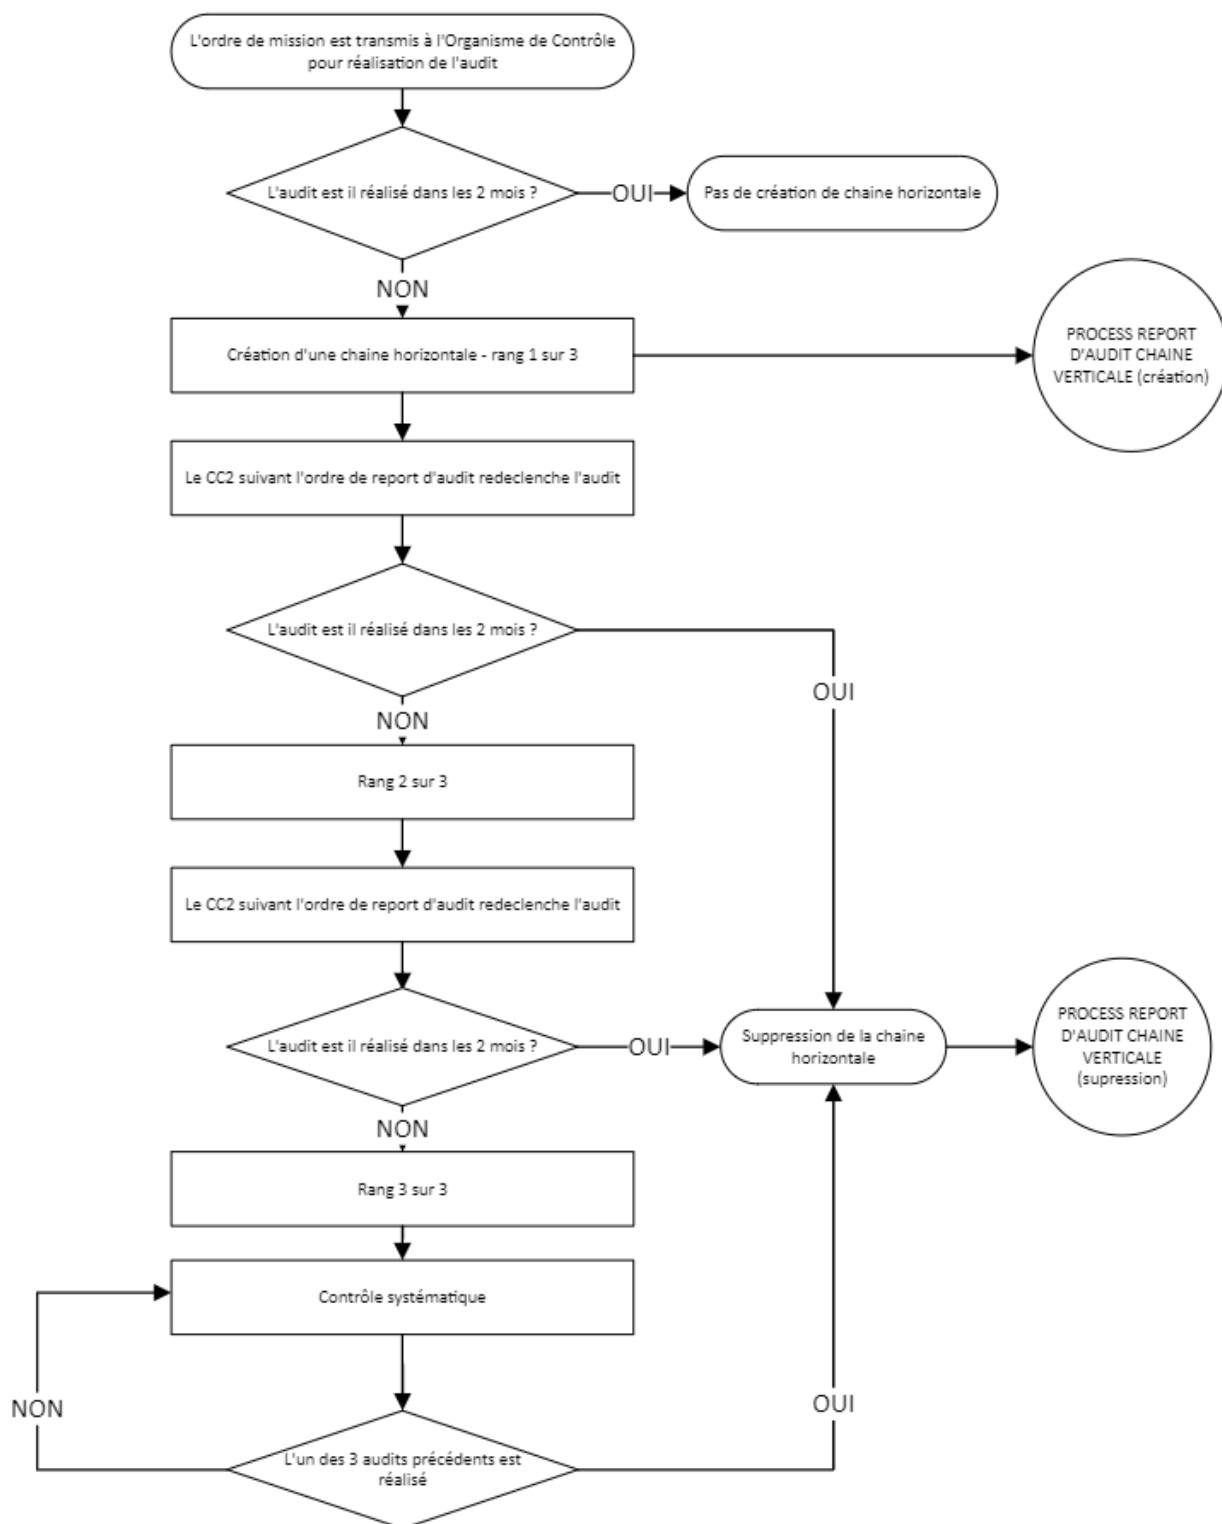 L'ordre de mission est transmis à l'Organisme de Contrôle
pour réalisation de l'audit
L'audit est il réalisé dans les 2 mois ?
OUI
Pas de création de chaine horizontale
NON
Création d'une chaine horizontale - rang 1 sur 3
PROCESS REPORT
D'AUDIT CHAINE
VERTICALE (création)
Le CC2 suivant l'ordre de report d'audit redeclenche l'audit
L'audit est il réalisé dans les 2 mois ?
OUI
NON
Rang 2 sur 3
Le CC2 suivant l'ordre de report d'audit redeclenche l'audit
L'audit est il réalisé dans les 2 mois ?
OUI
Suppression de la chaine
horizontale
PROCESS REPORT
D'AUDIT CHAINE
VERTICALE
(supression)
NON
Rang 3 sur 3
Contrôle systématique
NON
OUI
L'un des 3 audits précédents est
réalisé